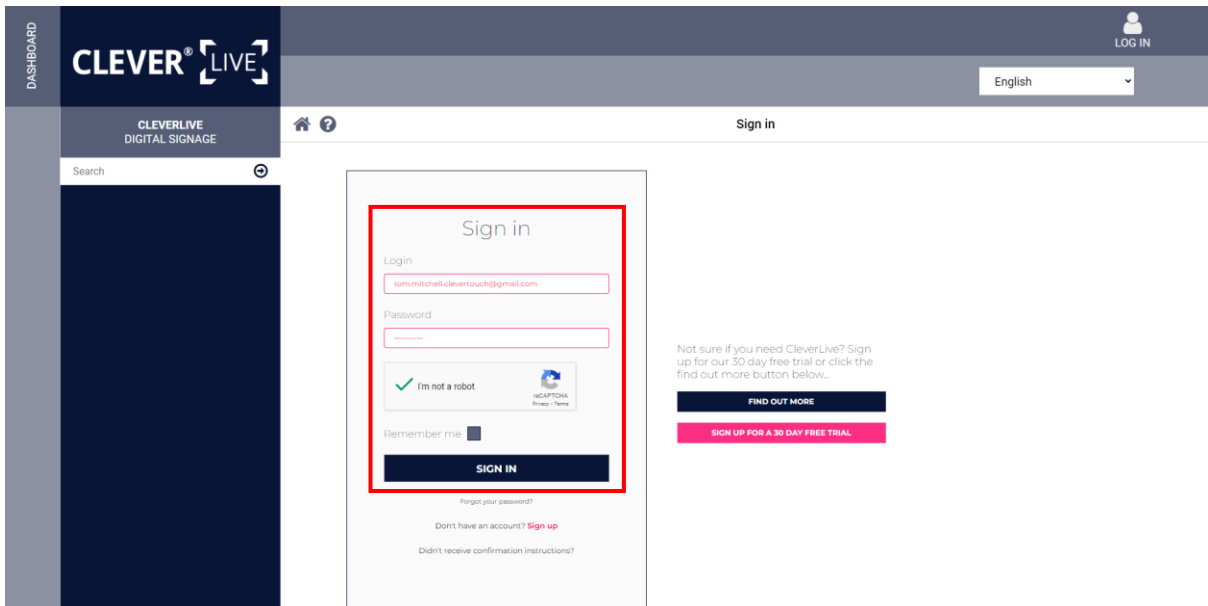 DASHBOARD
CLEVER® LIVE
LOG IN
English
CLEVERLIVE
DIGITAL SIGNAGE
Sign in
Search
Sign in
Login
tom.mitchell.clevertouch@gmail.com
Password
I'm not a robot
reCAPTCHA
Privacy - Terms
Remember me
SIGN IN
Forgot your password?
Don't have an account? Sign up
Didn't receive confirmation instructions?
Not sure if you need CleverLive? Sign
up for our 30 day free trial or click the
find out more button below...
FIND OUT MORE
SIGN UP FOR A 30 DAY FREE TRIAL